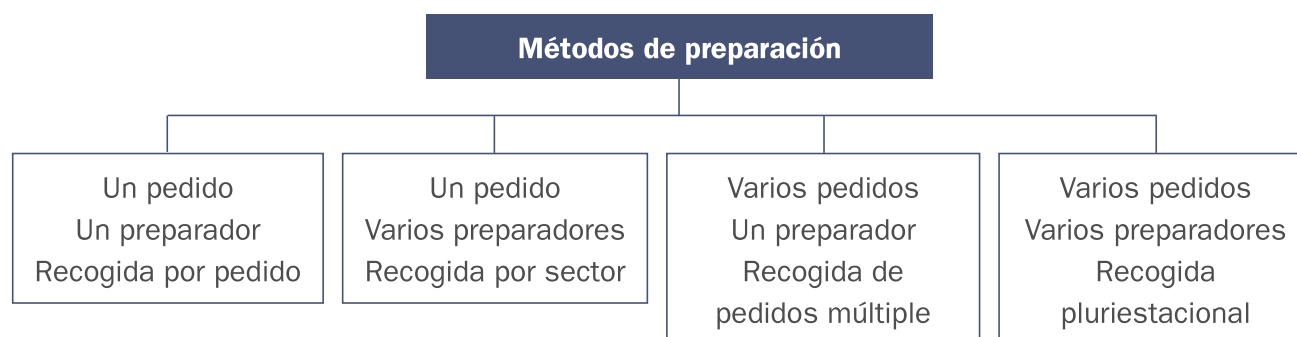 Métodos de preparación
Un pedido
Un preparador
Recogida por pedido
Un pedido
Varios preparadores
Recogida por sector
Varios pedidos
Un preparador
Recogida de
pedidos múltiple
Varios pedidos
Varios preparadores
Recogida
pluriestacional